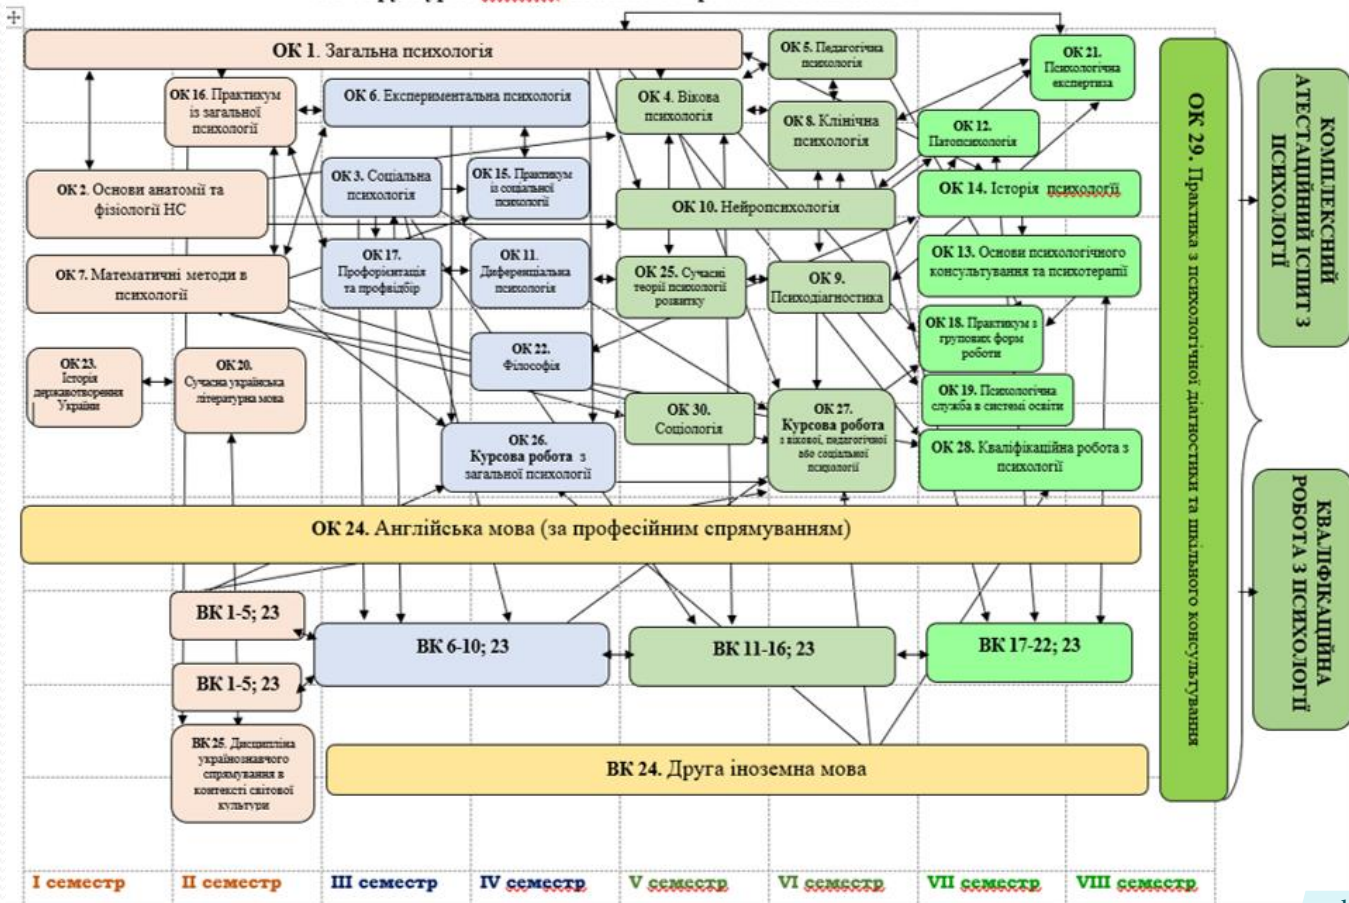 ОК 1. Загальна психологія
ОК 5. Педагогічна
психологія
ОК 21.
Психологічна
експертиза
ОК 16. Практикум
із загальної
психології
ОК 6. Експериментальна психологія
ОК 4. Вікова
психологія
ОК 8. Клінічна
психологія
ОК 12.
Патопсихологія
ОК 2. Основи анатомії та
фізіології НС
ОК 3. Соціальна
психологія
ОК 15. Практикум
із соціальної
психології
ОК 10. Нейропсихологія
ОК 14. Історія психології
ОК 7. Математичні методи в
психології
ОК 17.
Профорієнтація
та профвідбір
ОК 11.
Диференціальна
психологія
ОК 25. Сучасні
теорії психології
розвитку
ОК 9.
Психодіагностика
ОК 13. Основи психологічного
консультування та психотерапії
ОК 18. Практикум з
групових форм
роботи
ОК 23.
Історія
державотворення
України
ОК 20.
Сучасна українська
літературна мова
ОК 22.
Філософія
ОК 19. Психологічна
служба в системі освіти
ОК 30.
Соціологія
ОК 27.
Курсова робота
з вікової, педагогічної
або соціальної
психології
ОК 26.
Курсова робота з
загальної психології
ОК 28. Кваліфікаційна робота з
психології
ОК 24. Англійська мова (за професійним спрямуванням)
ВК 1-5; 23
ВК 6-10; 23
ВК 11-16; 23
ВК 17-22; 23
ВК 1-5; 23
ВК 25. Дисципліна
українознавчого
спрямування в
контексті світової
культури
ВК 24. Друга іноземна мова
ОК 29. Практика з психологічної діагностики та шкільного консультування
КОМПЛЕКСНИЙ
АТЕСТАЦІЙНИЙ ІСПИТ З
ПСИХОЛОГІЇ
КВАЛІФІКАЦІЙНА
РОБОТА З ПСИХОЛОГІЇ
I семестр
II семестр
III семестр
IV семестр
V семестр
VI семестр
VII семестр
VIII семестр